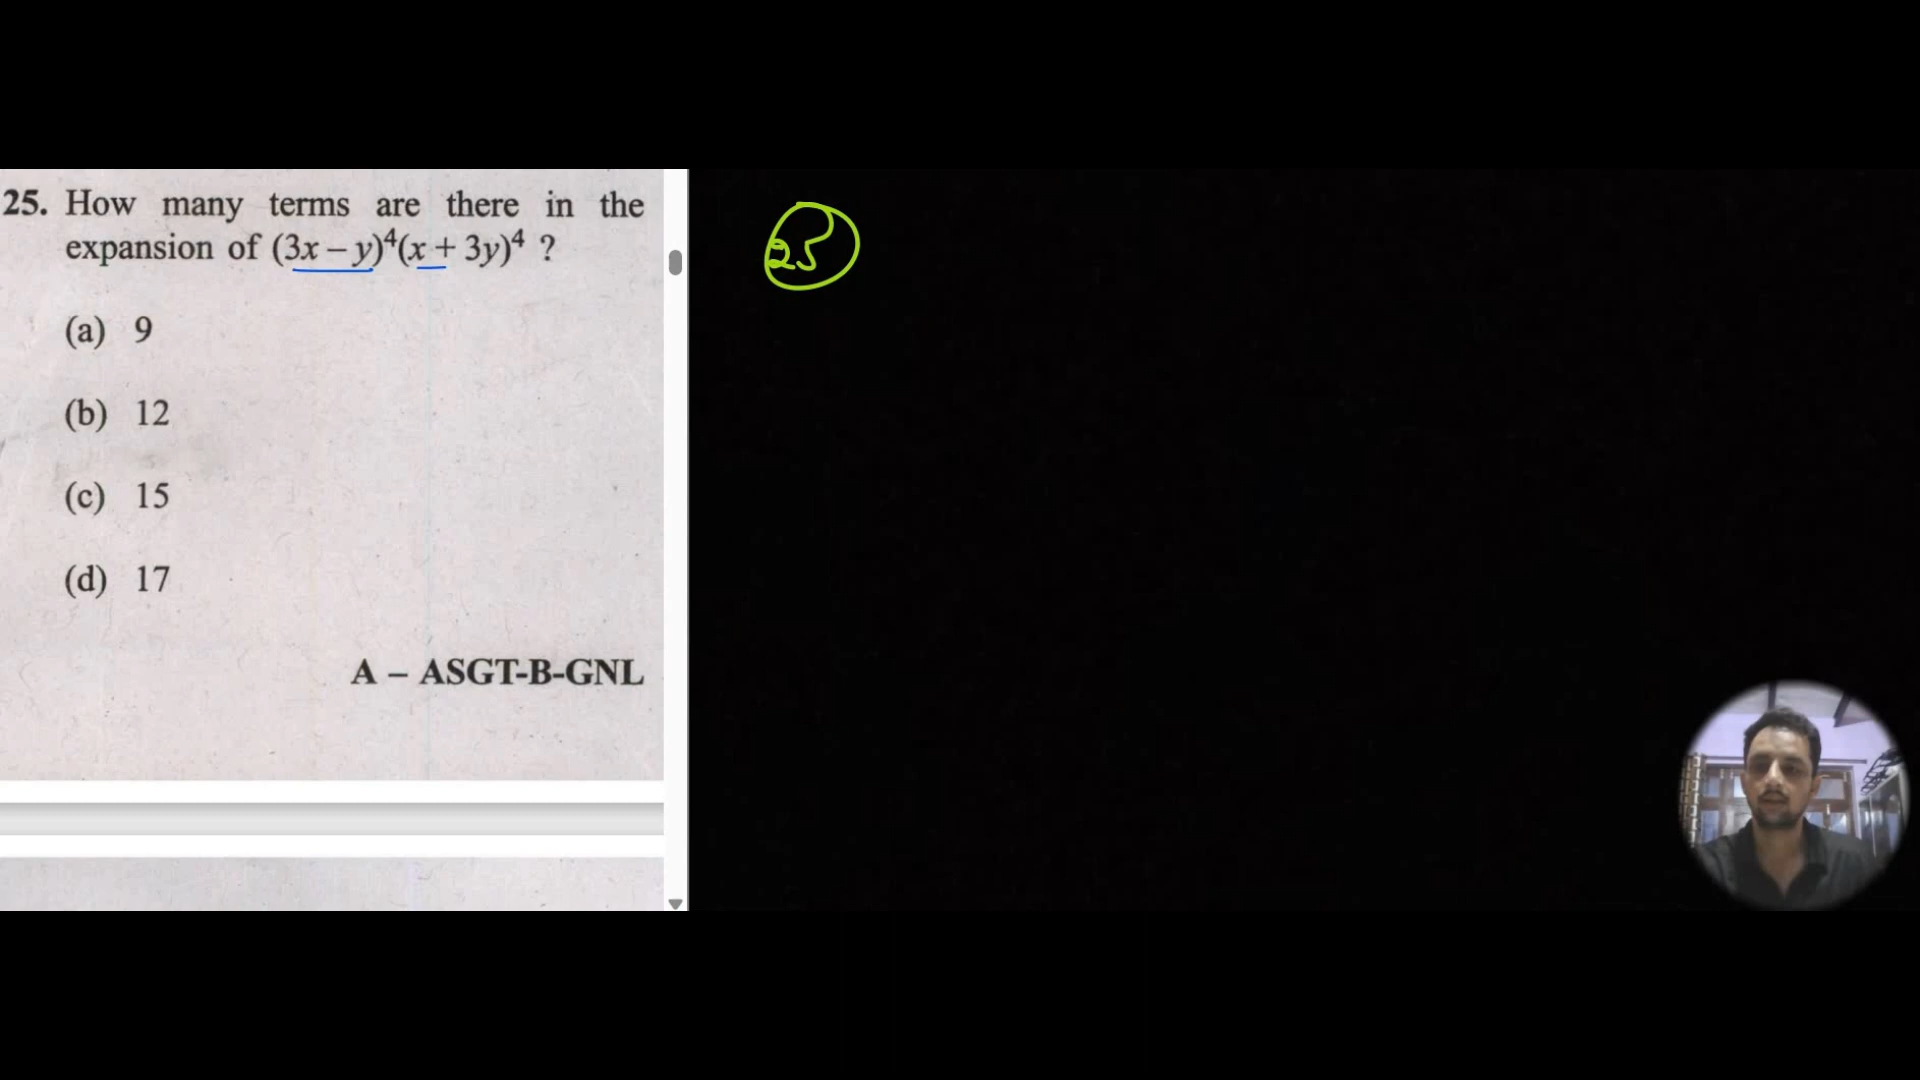 25. How many terms are there in the
expansion of (3x – y)⁴(x + 3y)⁴ ?
(a) 9
(b) 12
(c) 15
(d) 17
A – ASGT-B-GNL
25